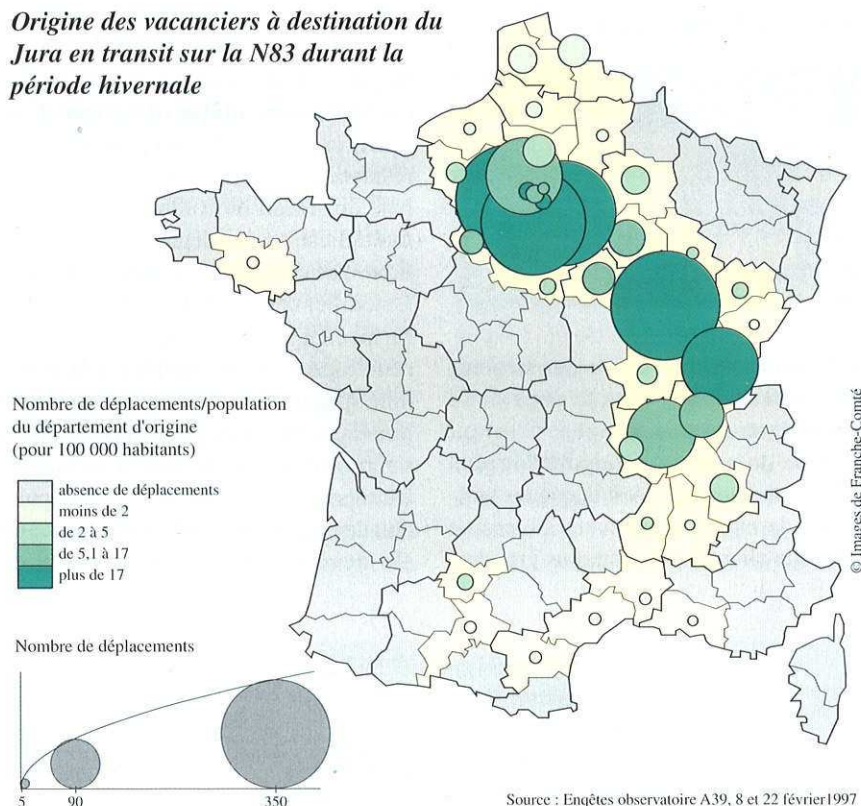 Origine des vacanciers à destination du
Jura en transit sur la N83 durant la
période hivernale
Nombre de déplacements/population
du département d'origine
(pour 100 000 habitants)
absence de déplacements
moins de 2
de 2 à 5
de 5,1 à 17
plus de 17
Nombre de déplacements
5 90 350
© Images de Franche-Comté
Source : Enqêtes observatoire A39, 8 et 22 février1997